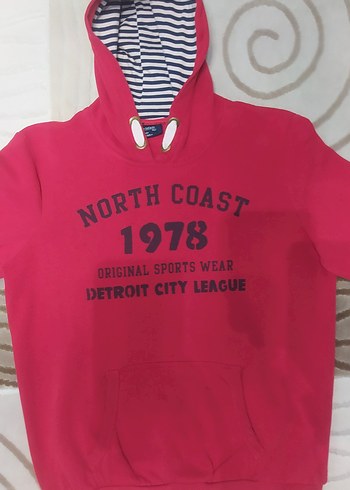 NORTH COAST
1978
ORIGINAL SPORTS WEAR
DETROIT CITY LEAGUE